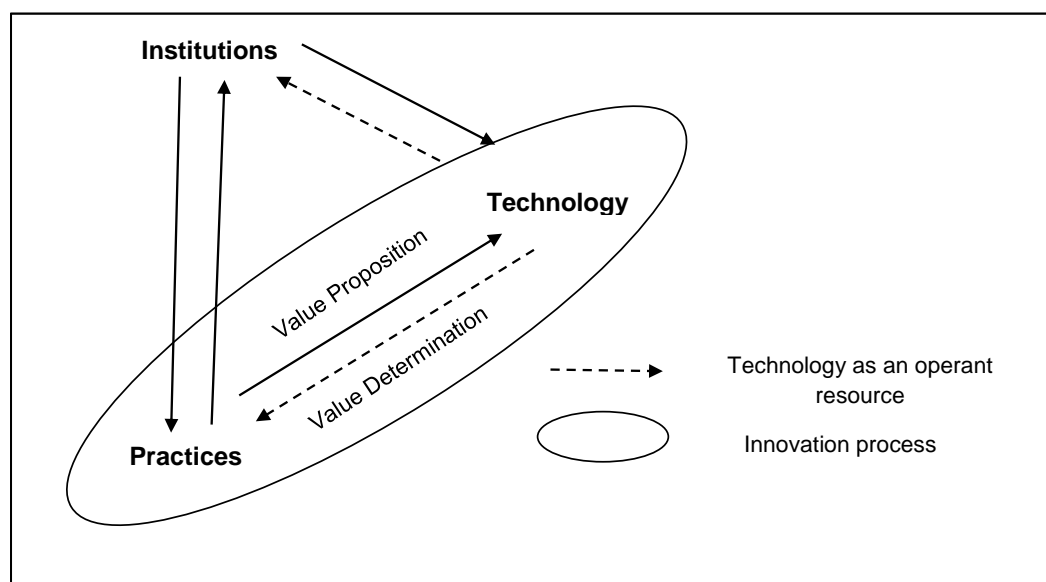 Institutions
Technology
Value Proposition
Value Determination
Practices
Technology as an operant
resource
Innovation process